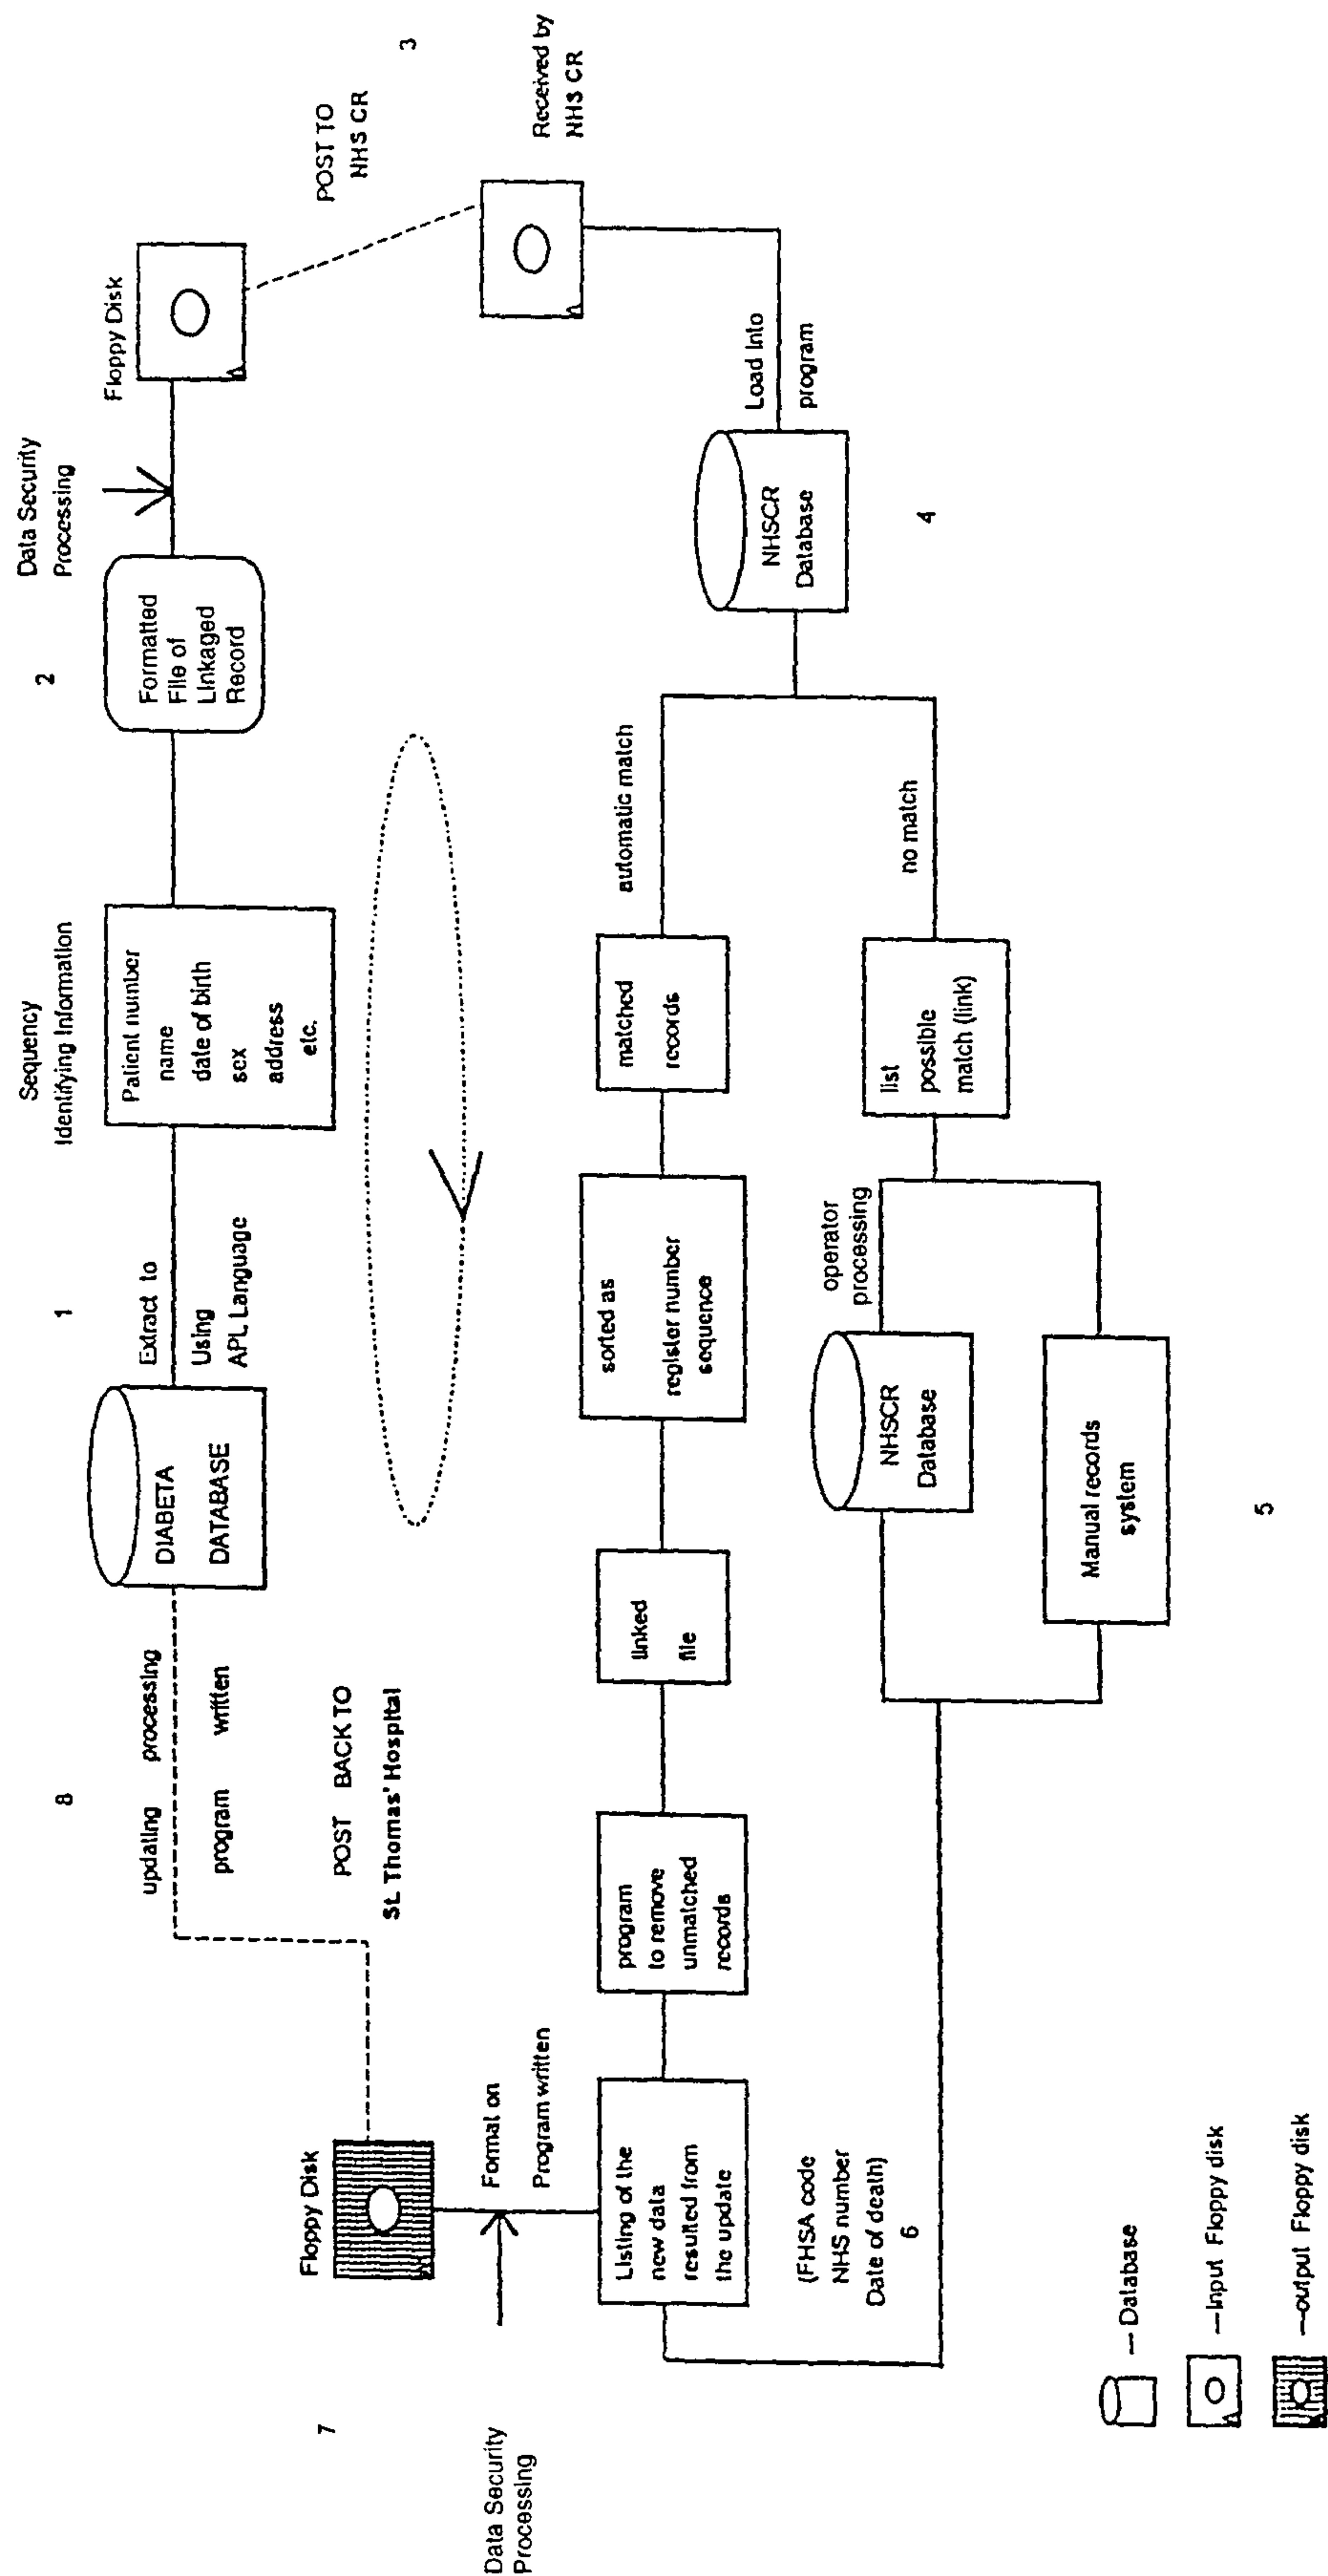 8
1
Sequency
Identifying Information
2
Data Security
Processing
updating processing
program written
DIABETA
DATABASE
Extract to
Using
APL Language
Patient number
name
date of birth
sex
address
etc.
Formatted
File of
Linkaged
Record
Floppy Disk
POST TO
NHS CR
3
Received by
NHS CR
7
Floppy Disk
POST BACK TO
St. Thomas' Hospital
Data Security
Processing
Format on
Program written
Listing of the
new data
resulted from
the update
program
to remove
unmatched
records
linked
file
sorted as
register number
sequence
matched
records
automatic match
Load Into
program
NHSCR
Database
4
(FHSA code
NHS number
Date of death)
6
NHSCR
Database
operator
processing
list
possible
match (link)
no match
Manual records
system
5
— Database
—Input Floppy disk
—output Floppy disk